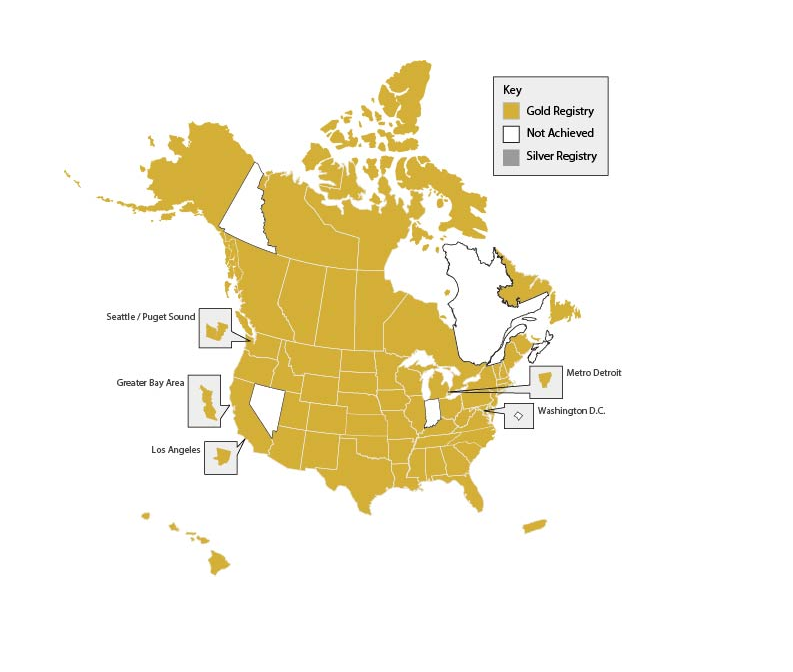 Key
Gold Registry
Not Achieved
Silver Registry
Seattle / Puget Sound
Greater Bay Area
Los Angeles
Metro Detroit
Washington D.C.